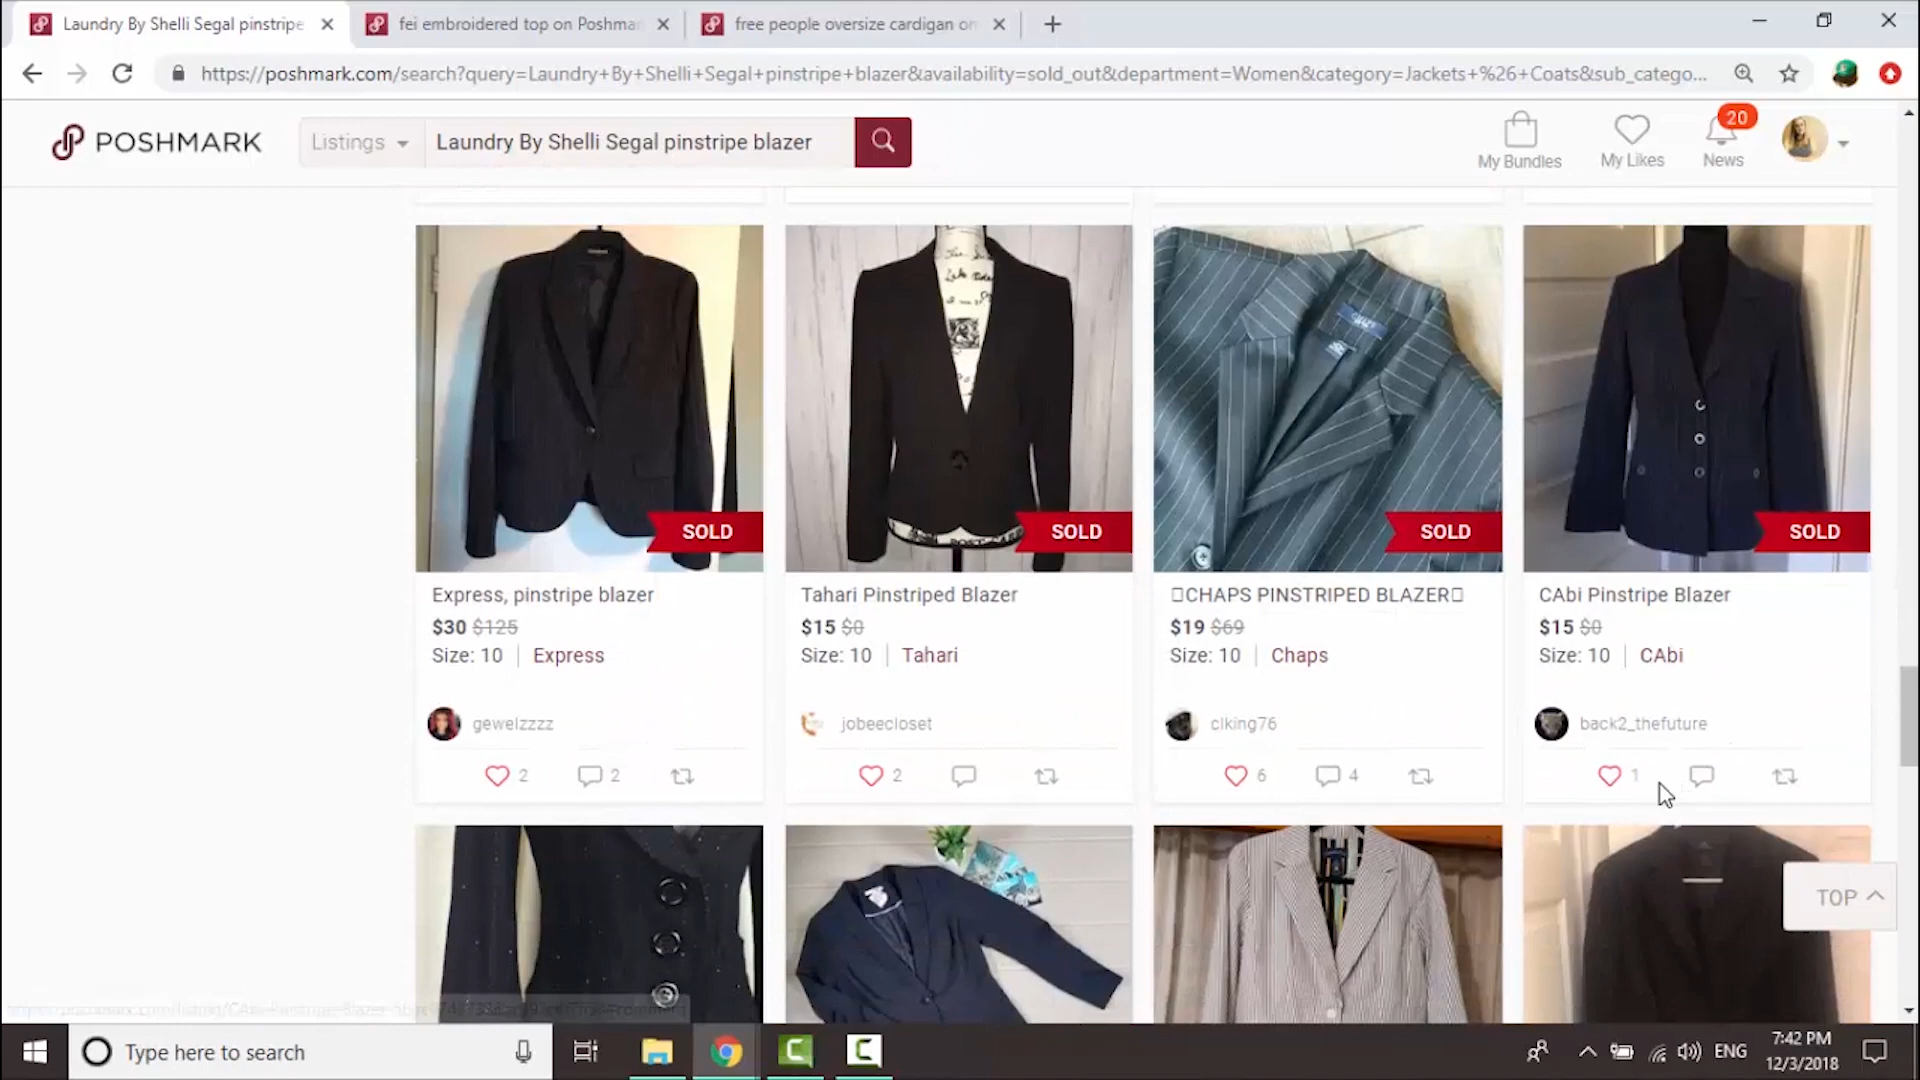 Laundry By Shelli Segal pinstripe
fei embroidered top on Poshmar
free people oversize cardigan on
https://poshmark.com/search?query=Laundry+By+Shelli+Segal+pinstripe+blazer&availability=sold_out&department=Women&category=Jackets+%26+Coats&sub_catego...
POSHMARK
Listings
Laundry By Shelli Segal pinstripe blazer
My Bundles
My Likes
20
News
SOLD
SOLD
SOLD
SOLD
Express, pinstripe blazer
$30 $125
Size: 10 | Express
gewelzzzz
2 2
Tahari Pinstriped Blazer
$15 $0
Size: 10 | Tahari
jobeecloset
2
□CHAPS PINSTRIPED BLAZER□
$19 $69
Size: 10 | Chaps
clking76
6 4
CAbi Pinstripe Blazer
$15 $0
Size: 10 | CAbi
back2_thefuture
1
TOP
Type here to search
ENG
7:42 PM
12/3/2018